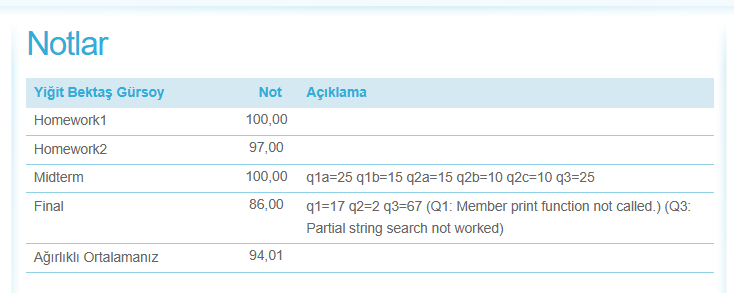 Notlar
Yiğit Bektaş Gürsoy Not Açıklama
Homework1 100,00
Homework2 97,00
Midterm 100,00 q1a=25 q1b=15 q2a=15 q2b=10 q2c=10 q3=25
Final 86,00 q1=17 q2=2 q3=67 (Q1: Member print function not called.) (Q3:
Partial string search not worked)
Ağırlıklı Ortalamanız 94,01